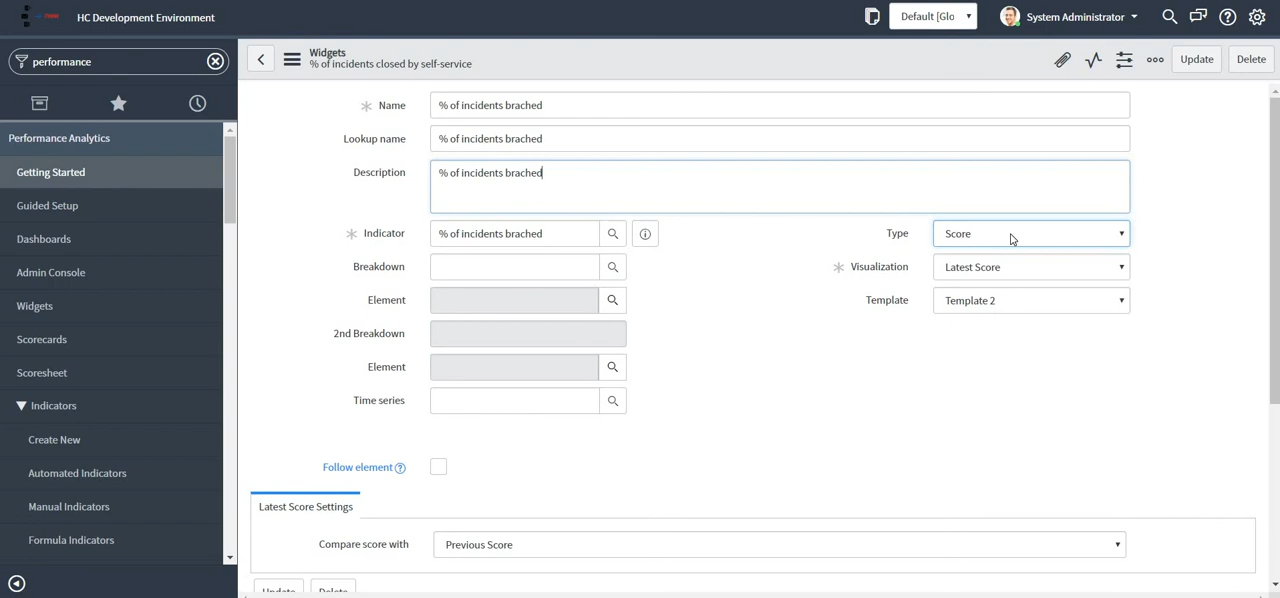 HC Development Environment
Default [Glo
System Administrator
performance
Widgets
% of incidents closed by self-service
Update
Delete
Performance Analytics
Getting Started
Guided Setup
Dashboards
Admin Console
Widgets
Scorecards
Scoresheet
Indicators
Create New
Automated Indicators
Manual Indicators
Formula Indicators
Name
% of incidents brached
Lookup name
% of incidents brached
Description
% of incidents brached
Indicator
% of incidents brached
Type
Score
Breakdown
Visualization
Latest Score
Element
Template
Template 2
2nd Breakdown
Element
Time series
Follow element
Latest Score Settings
Compare score with
Previous Score
Update
Delete